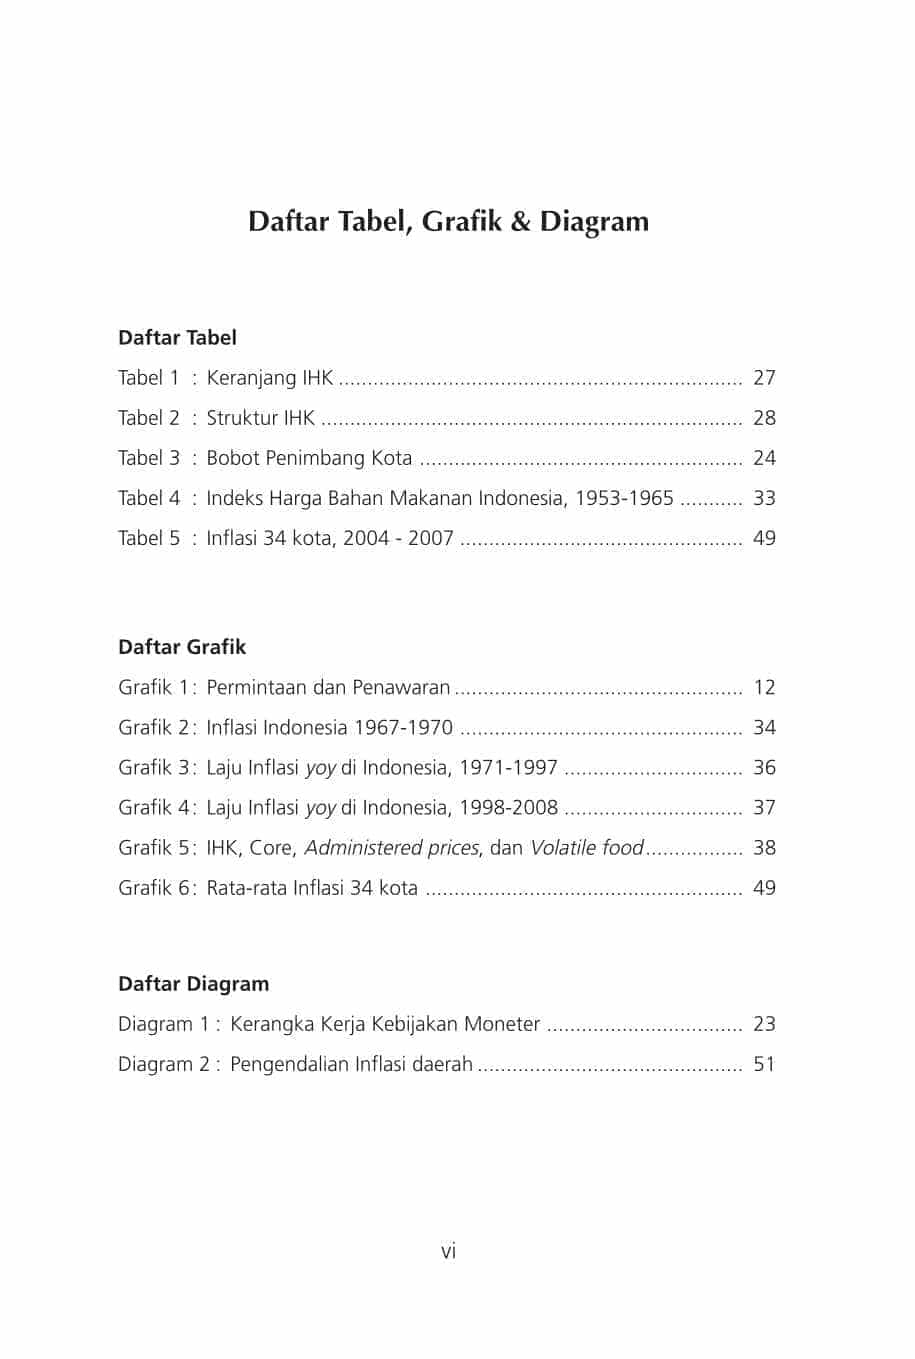 Daftar Tabel, Grafik & Diagram
Daftar Tabel
Tabel 1 : Keranjang IHK ...................................................................... 27
Tabel 2 : Struktur IHK ......................................................................... 28
Tabel 3 : Bobot Penimbang Kota ........................................................ 24
Tabel 4 : Indeks Harga Bahan Makanan Indonesia, 1953-1965 ........... 33
Tabel 5 : Inflasi 34 kota, 2004 - 2007 ................................................. 49
Daftar Grafik
Grafik 1 : Permintaan dan Penawaran .................................................. 12
Grafik 2 : Inflasi Indonesia 1967-1970 ................................................. 34
Grafik 3 : Laju Inflasi yoy di Indonesia, 1971-1997 ............................... 36
Grafik 4 : Laju Inflasi yoy di Indonesia, 1998-2008 ............................... 37
Grafik 5 : IHK, Core, Administered prices, dan Volatile food ................. 38
Grafik 6 : Rata-rata Inflasi 34 kota ....................................................... 49
Daftar Diagram
Diagram 1 : Kerangka Kerja Kebijakan Moneter .................................. 23
Diagram 2 : Pengendalian Inflasi daerah .............................................. 51
vi